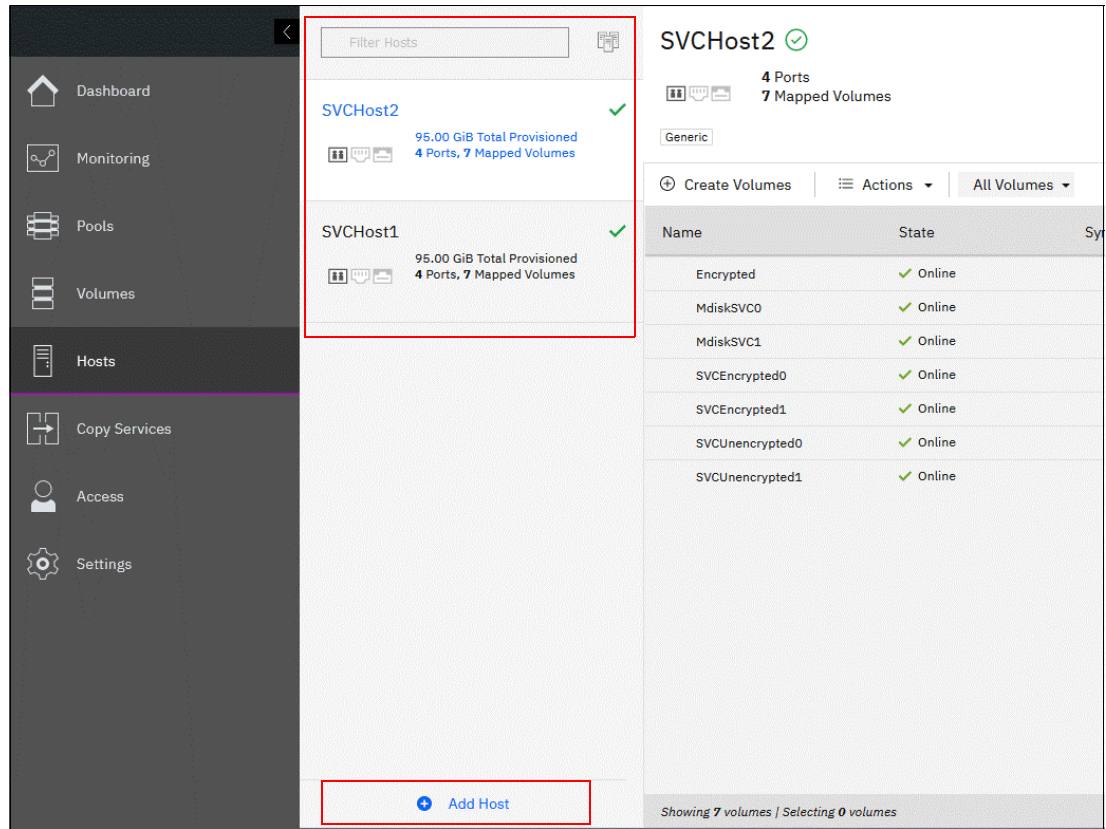 Dashboard
Monitoring
Pools
Volumes
Hosts
Copy Services
Access
Settings
Filter Hosts
SVCHost2
95.00 GiB Total Provisioned
4 Ports, 7 Mapped Volumes
SVCHost1
95.00 GiB Total Provisioned
4 Ports, 7 Mapped Volumes
Add Host
SVCHost2
4 Ports
7 Mapped Volumes
Generic
Create Volumes Actions All Volumes
Name State Syr
Encrypted Online
MdiskSVC0 Online
MdiskSVC1 Online
SVCEncrypted0 Online
SVCEncrypted1 Online
SVCUnencrypted0 Online
SVCUnencrypted1 Online
Showing 7 volumes | Selecting 0 volumes